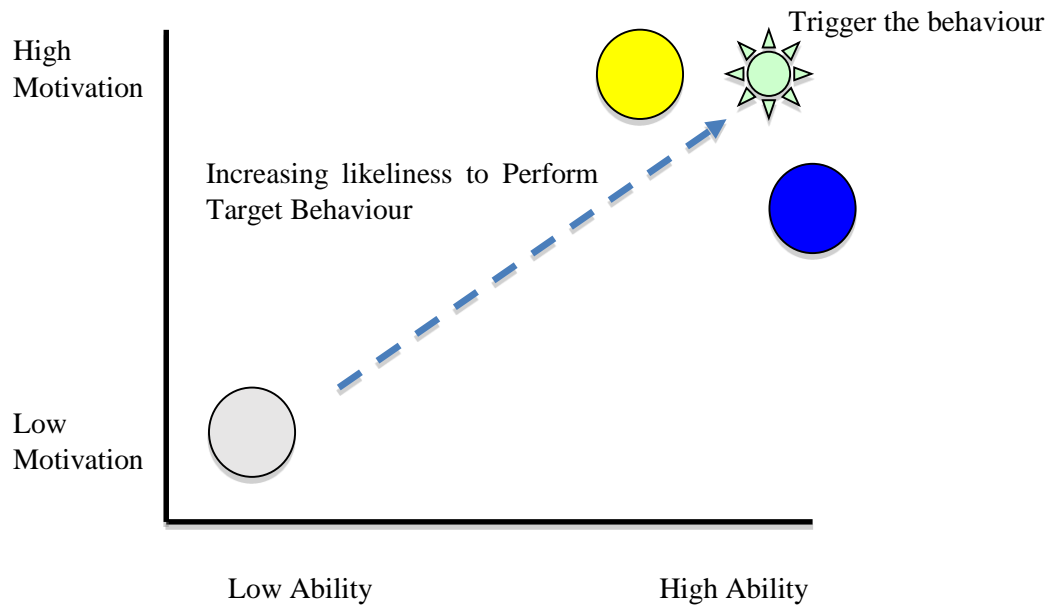 Trigger the behaviour
High
Motivation
Increasing likeliness to Perform
Target Behaviour
Low
Motivation
Low Ability
High Ability